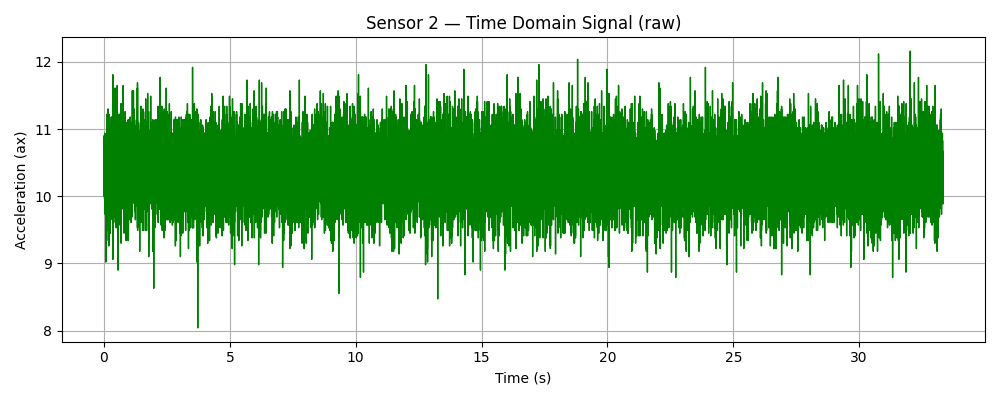 Sensor 2 — Time Domain Signal (raw)
12
11
10
9
8
Acceleration (ax)
0 5 10 15 20 25 30
Time (s)